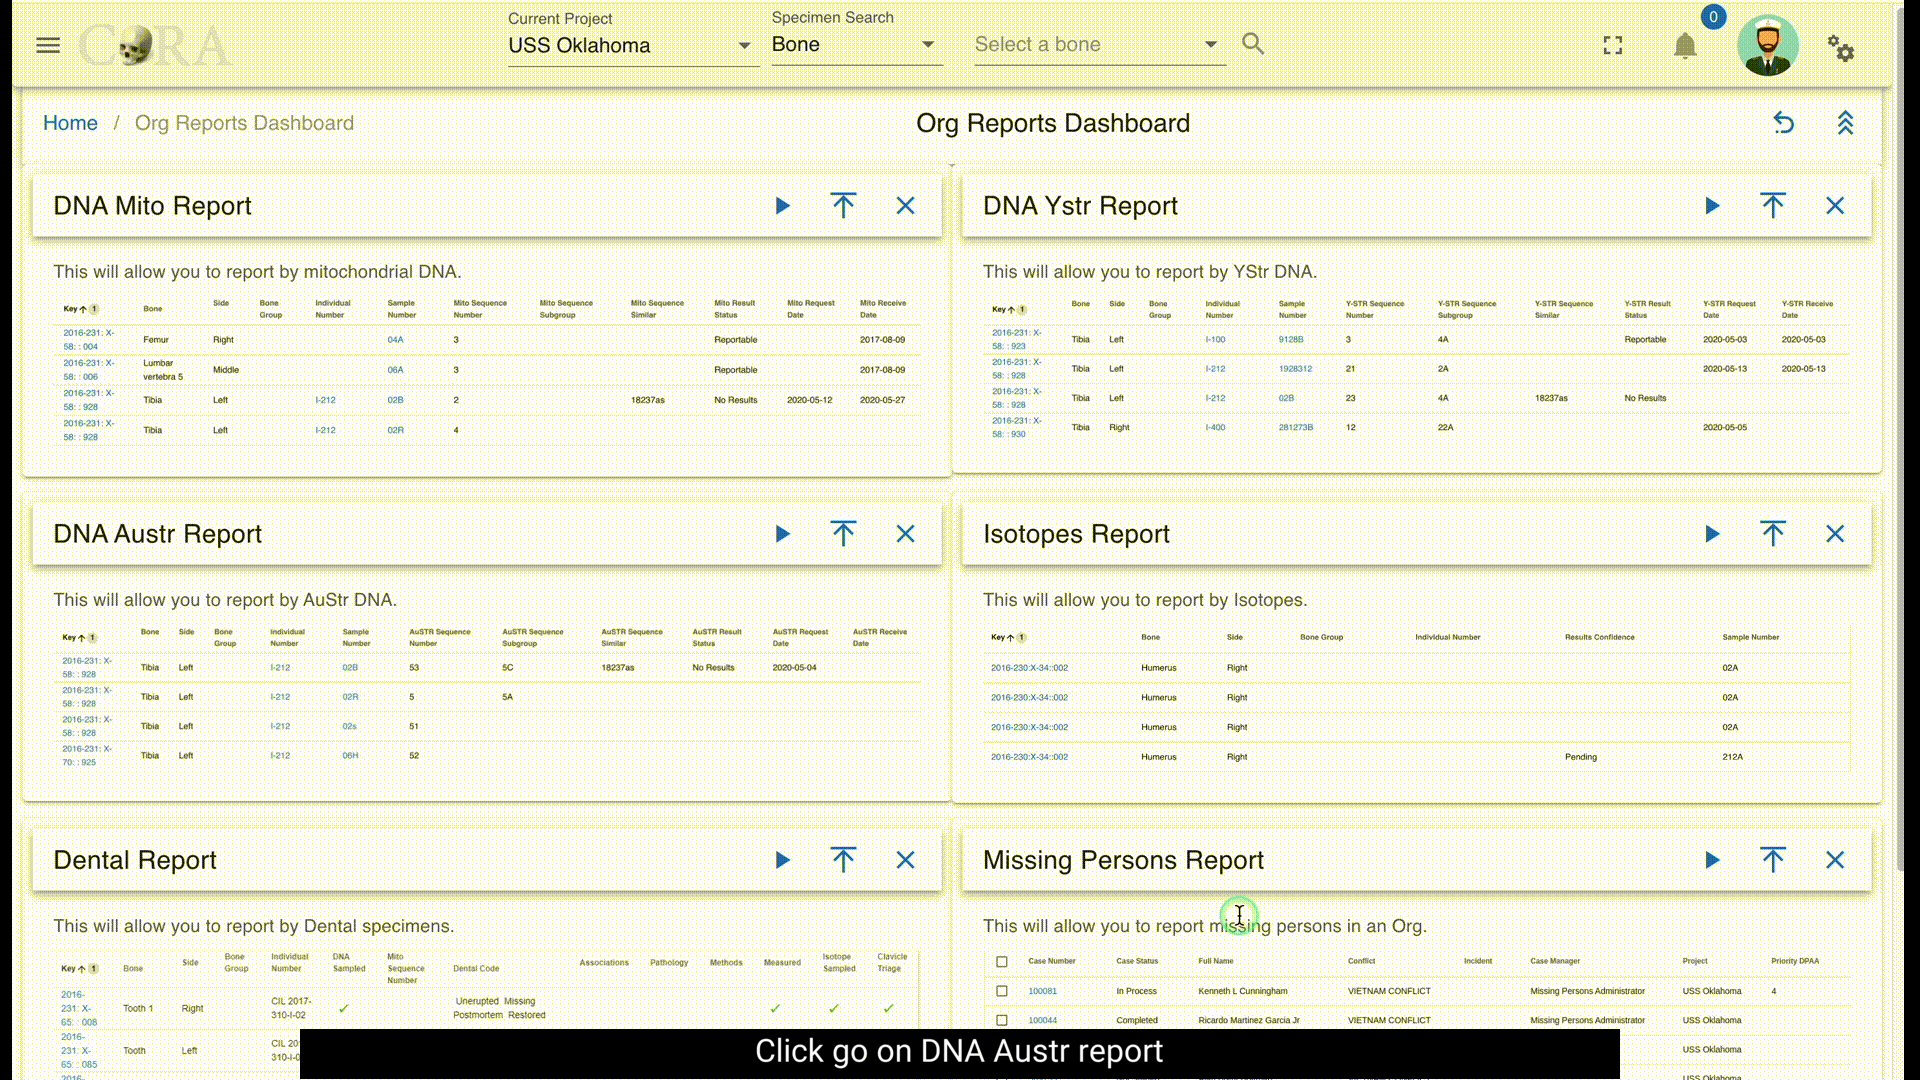 Current Project
Specimen Search
0
CORA
USS Oklahoma
Bone
Select a bone
Home / Org Reports Dashboard
Org Reports Dashboard
DNA Mito Report
This will allow you to report by mitochondrial DNA.
Key 1 Bone Side Bone Group Individual Number Sample Number Mito Sequence Number Mito Sequence Subgroup Mito Sequence Similar Mito Result Status Mito Request Date Mito Receive Date
2016-231: X-58: : 004 Femur Right 04A 3 Reportable 2017-08-09
2016-231: X-58: : 006 Lumbar vertebra 5 Middle 06A 3 Reportable 2017-08-09
2016-231: X-58: : 928 Tibia Left I-212 02B 2 18237as No Results 2020-05-12 2020-05-27
2016-231: X-58: : 928 Tibia Left I-212 02R 4
DNA Ystr Report
This will allow you to report by YStr DNA.
Key 1 Bone Side Bone Group Individual Number Sample Number Y-STR Sequence Number Y-STR Sequence Subgroup Y-STR Sequence Similar Y-STR Result Status Y-STR Request Date Y-STR Receive Date
2016-231: X-58: : 923 Tibia Left I-100 9128B 3 4A Reportable 2020-05-03 2020-05-03
2016-231: X-58: : 928 Tibia Left I-212 1928312 21 2A 2020-05-13 2020-05-13
2016-231: X-58: : 928 Tibia Left I-212 02B 23 4A 18237as No Results
2016-231: X-58: : 930 Tibia Right I-400 281273B 12 22A 2020-05-05
DNA Austr Report
This will allow you to report by AuStr DNA.
Key 1 Bone Side Bone Group Individual Number Sample Number AuSTR Sequence Number AuSTR Sequence Subgroup AuSTR Sequence Similar AuSTR Result Status AuSTR Request Date AuSTR Receive Date
2016-231: X-58: : 928 Tibia Left I-212 02B 53 5C 18237as No Results 2020-05-04
2016-231: X-58: : 928 Tibia Left I-212 02R 5 5A
2016-231: X-58: : 928 Tibia Left I-212 02s 51
2016-231: X-70: : 925 Tibia Left I-212 06H 52
Isotopes Report
This will allow you to report by Isotopes.
Key 1 Bone Side Bone Group Individual Number Results Confidence Sample Number
2016-230:X-34::002 Humerus Right 02A
2016-230:X-34::002 Humerus Right 02A
2016-230:X-34::002 Humerus Right 02A
2016-230:X-34::002 Humerus Right Pending 212A
Dental Report
This will allow you to report by Dental specimens.
Key 1 Bone Side Bone Group Individual Number DNA Sampled Mito Sequence Number Dental Code Associations Pathology Methods Measured Isotope Sampled Clavicle Triage
2016-231: X-65: : 008 Tooth 1 Right CIL 2017-310-I-02 Unerupted Missing Postmortem Restored
2016-231: X-65: : 085 Tooth Left CIL 20 310-I-0
2016-
Missing Persons Report
This will allow you to report missing persons in an Org.
Case Number Case Status Full Name Conflict Incident Case Manager Project Priority DPAA
100081 In Process Kenneth L Cunningham VIETNAM CONFLICT Missing Persons Administrator USS Oklahoma 4
100044 Completed Ricardo Martinez Garcia Jr VIETNAM CONFLICT Missing Persons Administrator USS Oklahoma
USS Oklahoma
USS Oklahoma
Click go on DNA Austr report